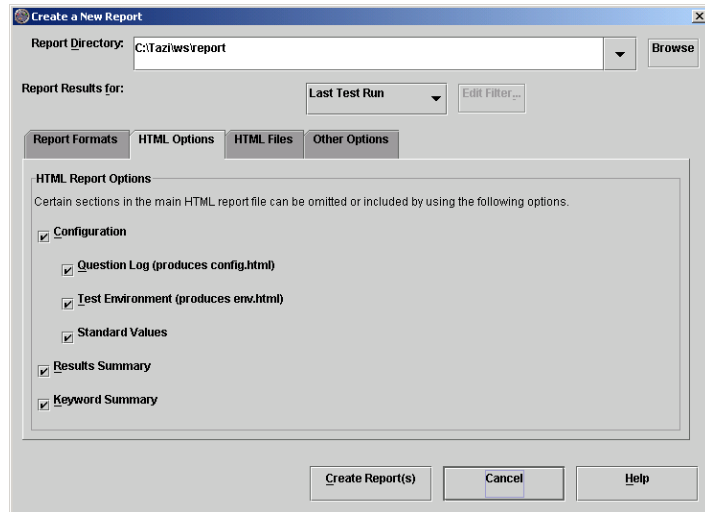 Create a New Report
Report Directory: C:\Tazi\ws\report Browse
Report Results for: Last Test Run Edit Filter...
Report Formats HTML Options HTML Files Other Options
HTML Report Options
Certain sections in the main HTML report file can be omitted or included by using the following options.
Configuration
Question Log (produces config.html)
Test Environment (produces env.html)
Standard Values
Results Summary
Keyword Summary
Create Report(s) Cancel Help